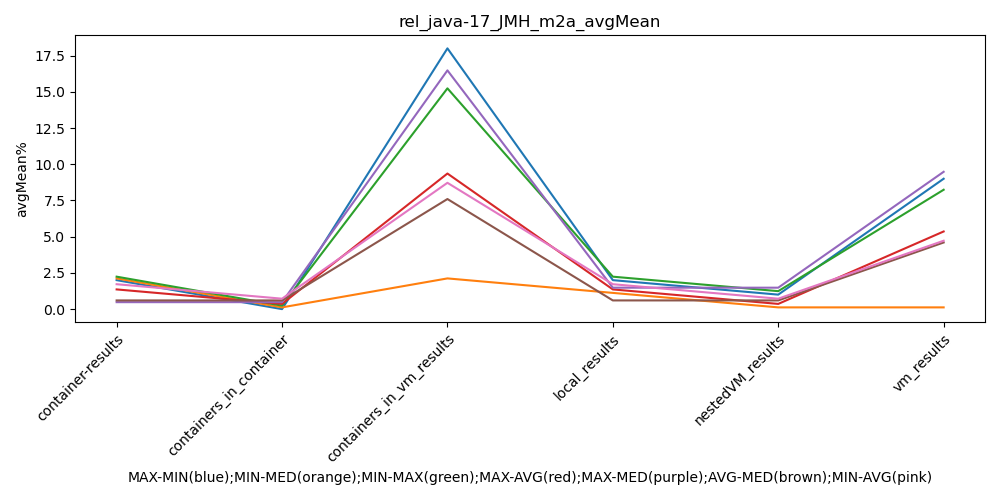 rel_java-17_JMH_m2a_avgMean
avgMean%
17.5
15.0
12.5
10.0
7.5
5.0
2.5
0.0
container-results
containers_in_container
containers_in_vm_results
local_results
nestedVM_results
vm_results
MAX-MIN(blue);MIN-MED(orange);MIN-MAX(green);MAX-AVG(red);MAX-MED(purple);AVG-MED(brown);MIN-AVG(pink)